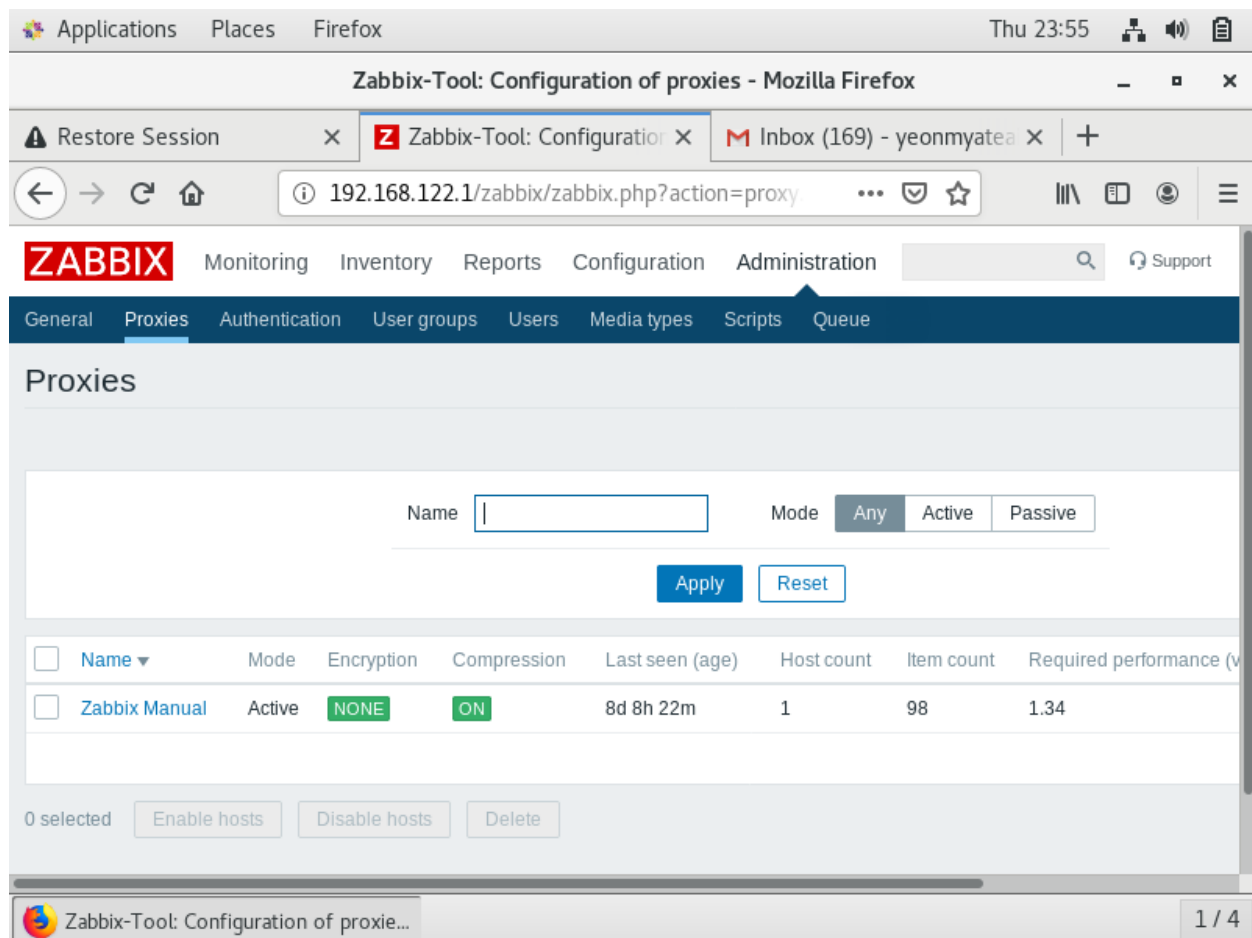 Applications Places Firefox Thu 23:55
Zabbix-Tool: Configuration of proxies - Mozilla Firefox
Restore Session Z Zabbix-Tool: Configuration Inbox (169) - yeonmyatea
192.168.122.1/zabbix/zabbix.php?action=proxy
ZABBIX Monitoring Inventory Reports Configuration Administration Support
General Proxies Authentication User groups Users Media types Scripts Queue
Proxies
Name Mode Any Active Passive
Apply Reset
Name Mode Encryption Compression Last seen (age) Host count Item count Required performance (v
Zabbix Manual Active NONE ON 8d 8h 22m 1 98 1.34
0 selected Enable hosts Disable hosts Delete
Zabbix-Tool: Configuration of proxie... 1 / 4